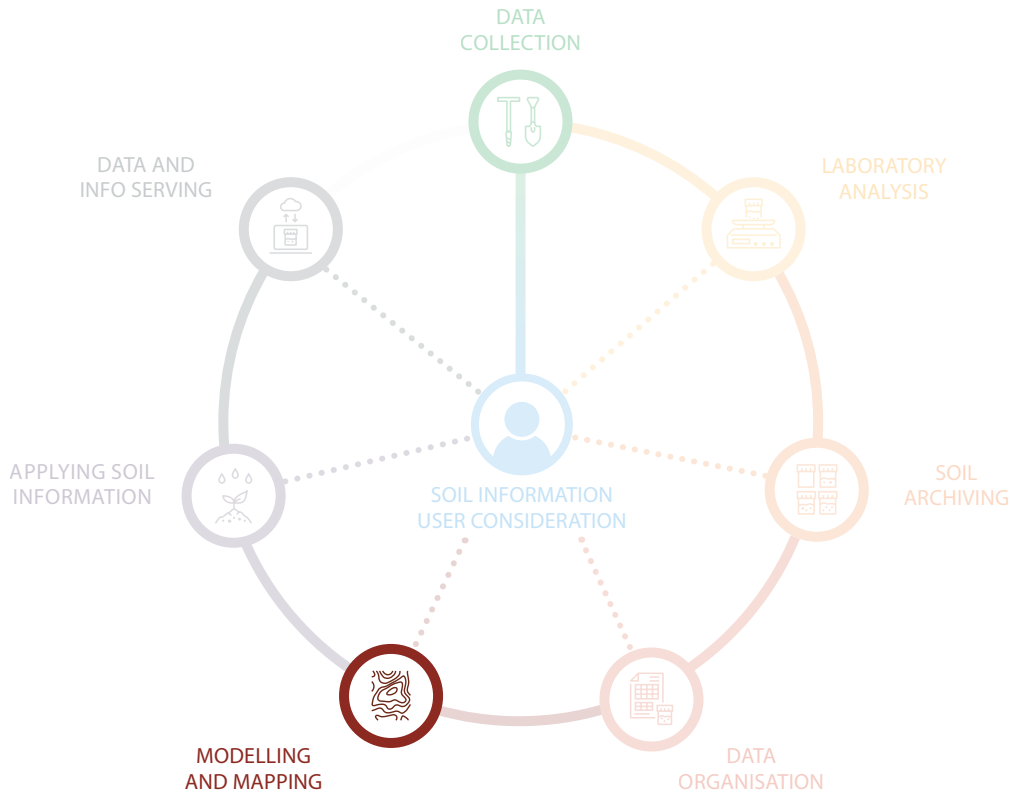 DATA
COLLECTION
DATA AND
INFO SERVING
LABORATORY
ANALYSIS
APPLYING SOIL
INFORMATION
SOIL INFORMATION
USER CONSIDERATION
SOIL
ARCHIVING
MODELLING
AND MAPPING
DATA
ORGANISATION